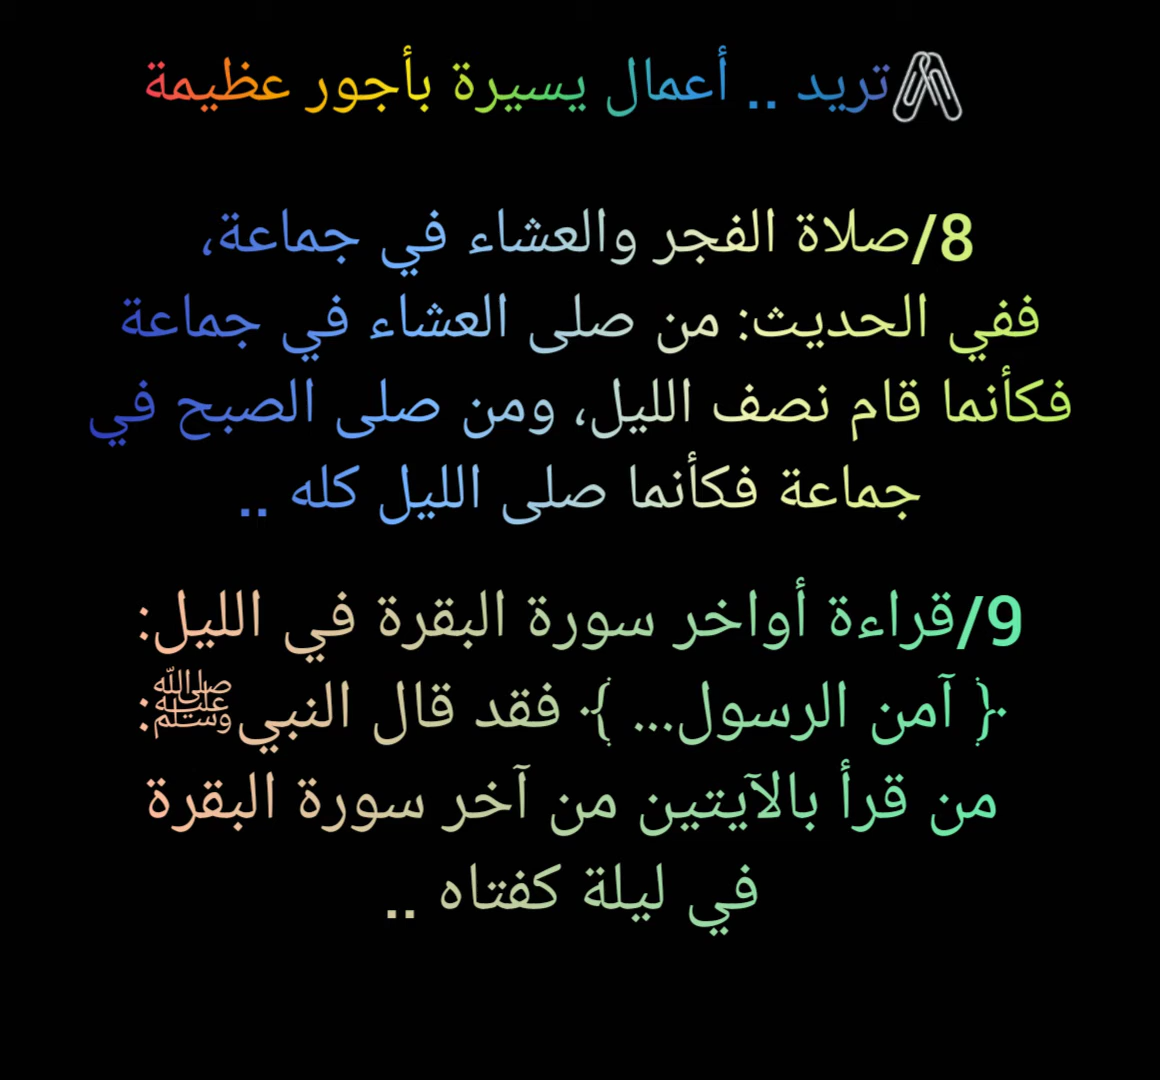 🖇تريد .. أعمال يسيرة بأجور عظيمة
8/صلاة الفجر والعشاء في جماعة،
ففي الحديث: من صلى العشاء في جماعة
فكأنما قام نصف الليل، ومن صلى الصبح في
جماعة فكأنما صلى الليل كله ..
9/قراءة أواخر سورة البقرة في الليل:
﴿ آمن الرسول... ﴾ فقد قال النبيﷺ:
من قرأ بالآيتين من آخر سورة البقرة
في ليلة كفتاه ..